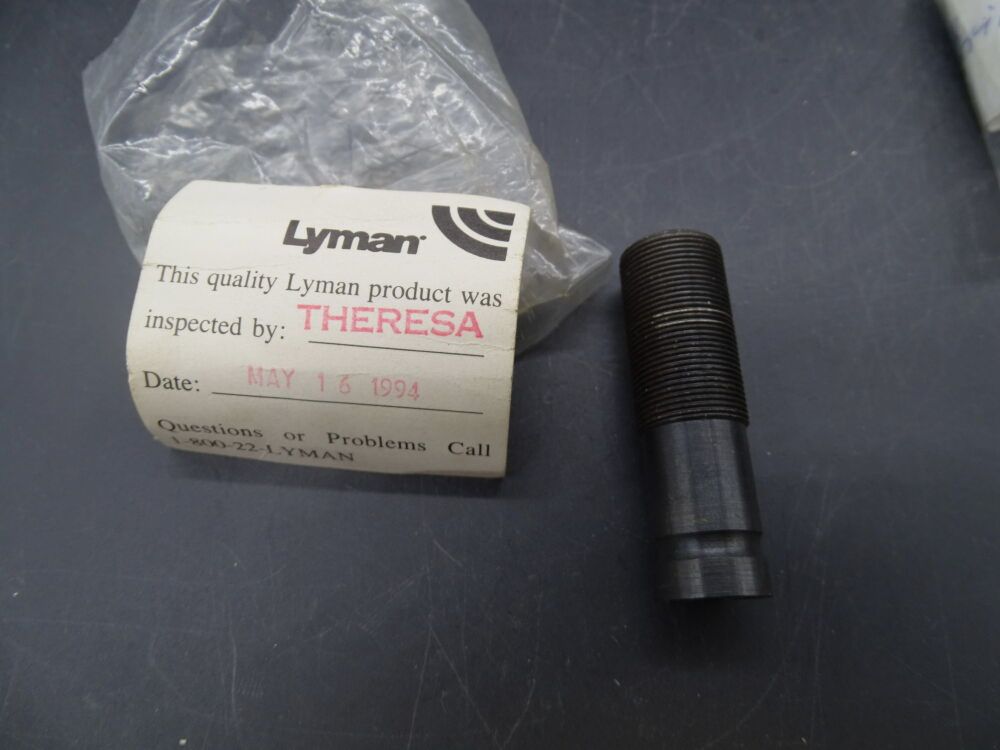 Lyman
This quality Lyman product was
inspected by: THERESA
Date: MAY 16 1994
Questions or Problems Call
1-800-22-LYMAN